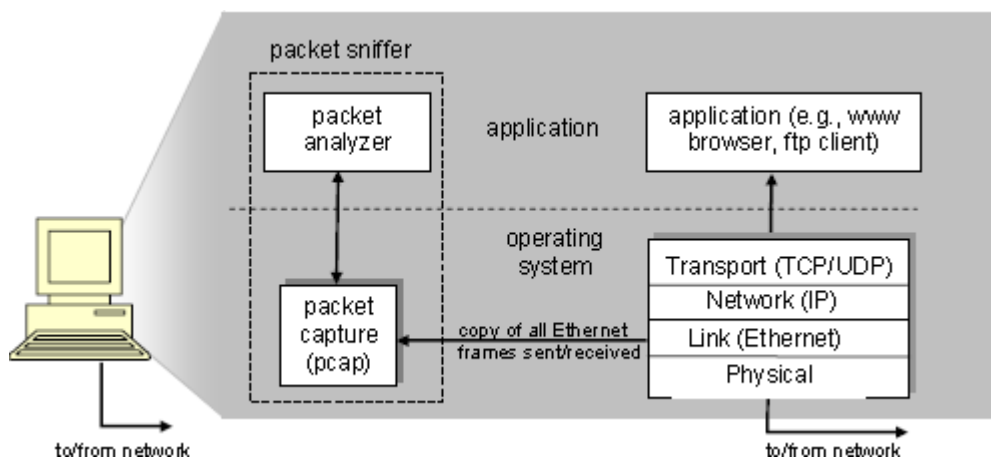 packet sniffer
packet
analyzer
application
application (e.g., www
browser, ftp client)
operating
system
packet
capture
(pcap)
copy of all Ethernet
frames sent/received
Transport (TCP/UDP)
Network (IP)
Link (Ethernet)
Physical
to/from network
to/from network